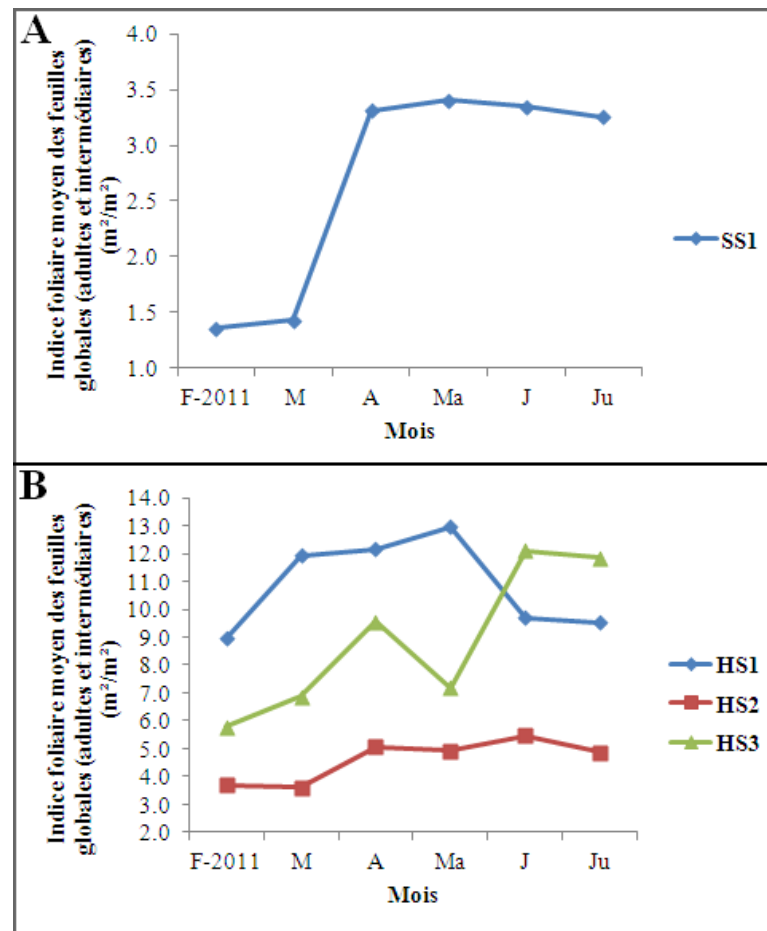 A
Indice foliaire moyen des feuilles
globales (adultes et intermédiaires)
(m²/m²)
4.0
3.5
3.0
2.5
2.0
1.5
1.0
F-2011 M A Ma J Ju
Mois
SS1
B
Indice foliaire moyen des feuilles
globales (adultes et intermédiaires)
(m²/m²)
14.0
13.0
12.0
11.0
10.0
9.0
8.0
7.0
6.0
5.0
4.0
3.0
2.0
F-2011 M A Ma J Ju
Mois
HS1
HS2
HS3